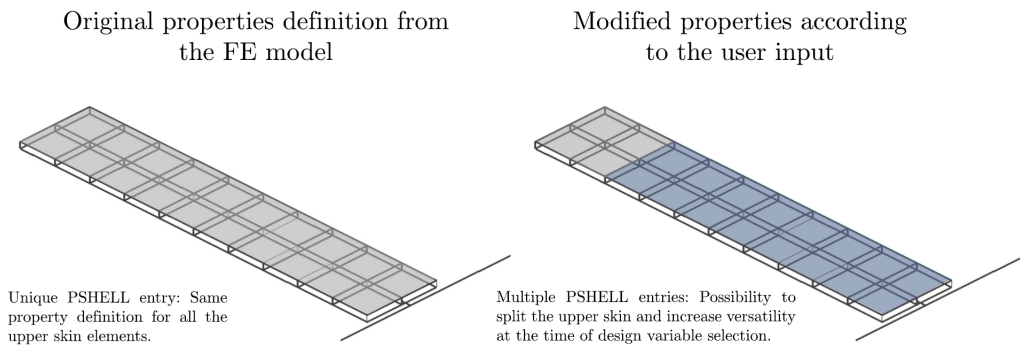 Original properties definition from
the FE model
Modified properties according
to the user input
Unique PSHELL entry: Same
property definition for all the
upper skin elements.
Multiple PSHELL entries: Possibility to
split the upper skin and increase versatility
at the time of design variable selection.